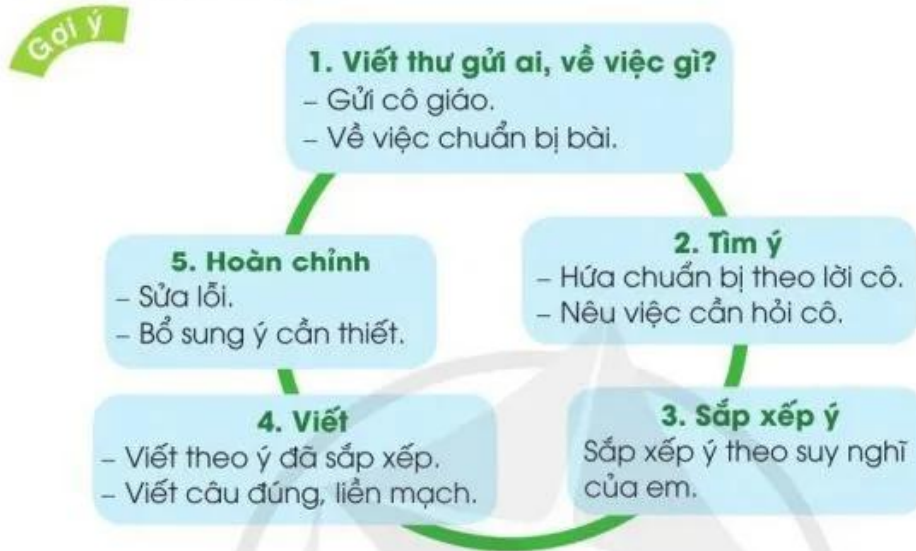 Gợi ý
1. Viết thư gửi ai, về việc gì?
– Gửi cô giáo.
– Về việc chuẩn bị bài.
2. Tìm ý
– Hứa chuẩn bị theo lời cô.
– Nêu việc cần hỏi cô.
3. Sắp xếp ý
Sắp xếp ý theo suy nghĩ
của em.
4. Viết
– Viết theo ý đã sắp xếp.
– Viết câu đúng, liền mạch.
5. Hoàn chỉnh
– Sửa lỗi.
– Bổ sung ý cần thiết.